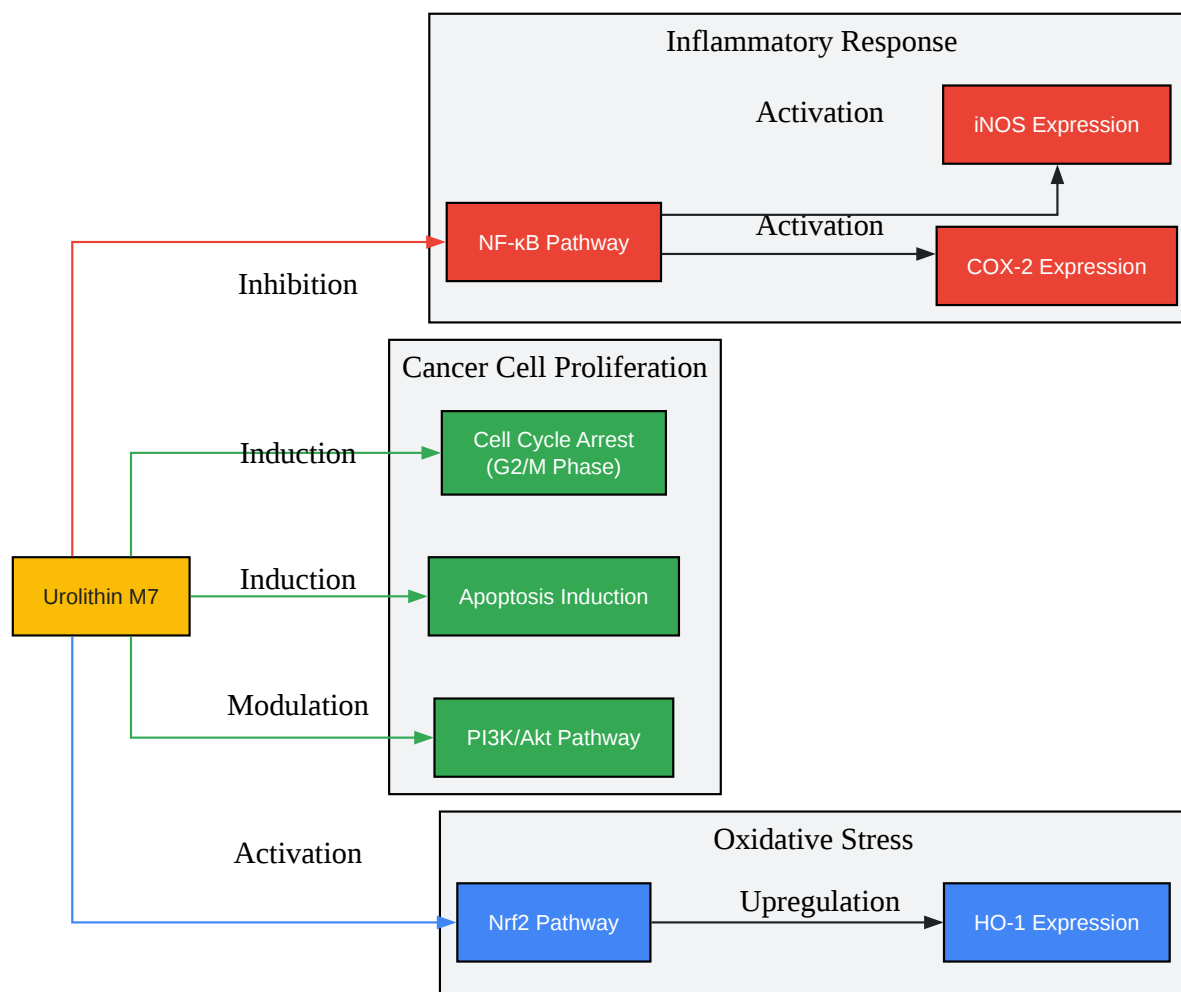 Inflammatory Response
Activation
iNOS Expression
NF-κB Pathway
Activation
COX-2 Expression
Inhibition
Cancer Cell Proliferation
Cell Cycle Arrest
(G2/M Phase)
Induction
Urolithin M7
Induction
Apoptosis Induction
Modulation
PI3K/Akt Pathway
Oxidative Stress
Activation
Nrf2 Pathway
Upregulation
HO-1 Expression